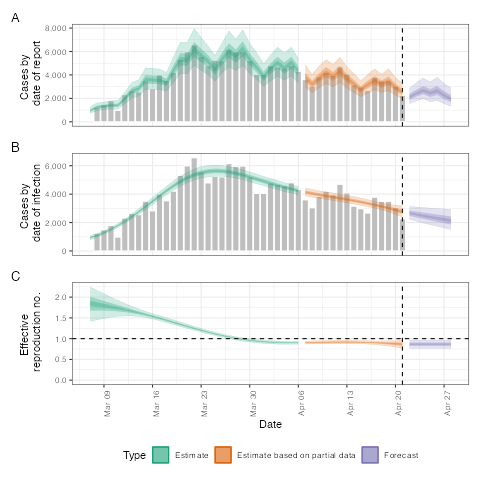 A
Cases by
date of report
8,000
6,000
4,000
2,000
0
B
Cases by
date of infection
6,000
4,000
2,000
0
C
Effective
reproduction no.
2.0
1.5
1.0
0.5
0.0
Mar 09
Mar 16
Mar 23
Mar 30
Apr 06
Apr 13
Apr 20
Apr 27
Date
Type
Estimate
Estimate based on partial data
Forecast